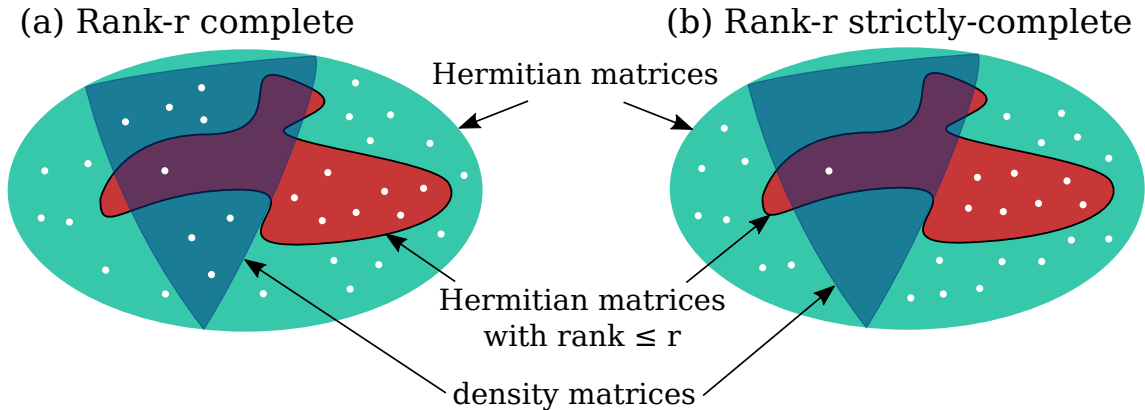 (a) Rank-r complete
(b) Rank-r strictly-complete
Hermitian matrices
Hermitian matrices
with rank ≤ r
density matrices